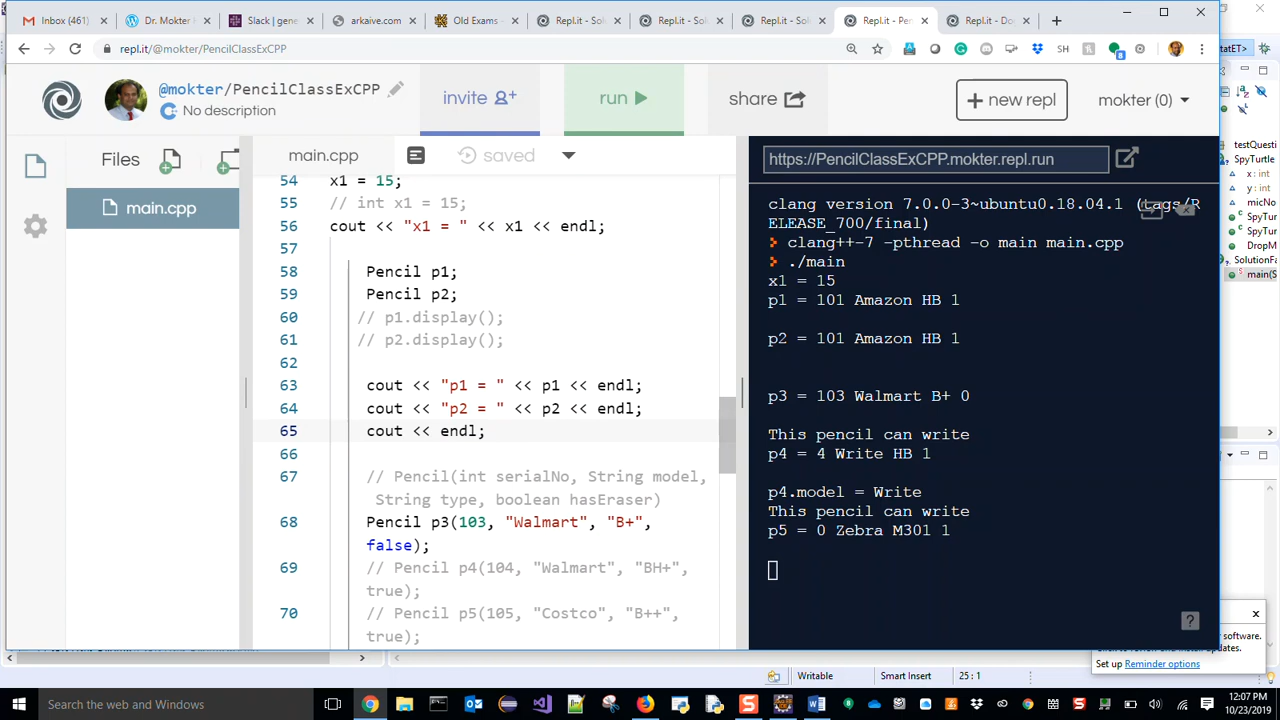 Inbox (461)
Dr. Mokter H
Slack | gene
arkaive.com
Old Exams -
Repl.it - Sol
Repl.it - Sol
Repl.it - Sol
Repl.it - Pen
Repl.it - Dog
repl.it/@mokter/PencilClassExCPP
SH
@mokter/PencilClassExCPP
No description
invite
run
share
+ new repl
mokter (0)
Files
main.cpp
main.cpp
saved
54 x1 = 15;
55 // int x1 = 15;
56 cout << "x1 = " << x1 << endl;
57
58 Pencil p1;
59 Pencil p2;
60 // p1.display();
61 // p2.display();
62
63 cout << "p1 = " << p1 << endl;
64 cout << "p2 = " << p2 << endl;
65 cout << endl;
66
67 // Pencil(int serialNo, String model,
String type, boolean hasEraser)
68 Pencil p3(103, "Walmart", "B+",
false);
69 // Pencil p4(104, "Walmart", "BH+",
true);
70 // Pencil p5(105, "Costco", "B++",
true);
https://PencilClassExCPP.mokter.repl.run
clang version 7.0.0-3~ubuntu0.18.04.1 (tags/R
ELEASE_700/final)
clang++-7 -pthread -o main main.cpp
./main
x1 = 15
p1 = 101 Amazon HB 1
p2 = 101 Amazon HB 1
p3 = 103 Walmart B+ 0
This pencil can write
p4 = 4 Write HB 1
p4.model = Write
This pencil can write
p5 = 0 Zebra M301 1
?
tatET>
testQuesti
SpyTurtle
x : int
y : int
micNo
SpyTur
SpyTur
DropM
SolutionFa
main(S
software.
updates.
Set up Reminder options
Writable
Smart Insert
25 : 1
Type here to search
12:07 PM
10/23/2019